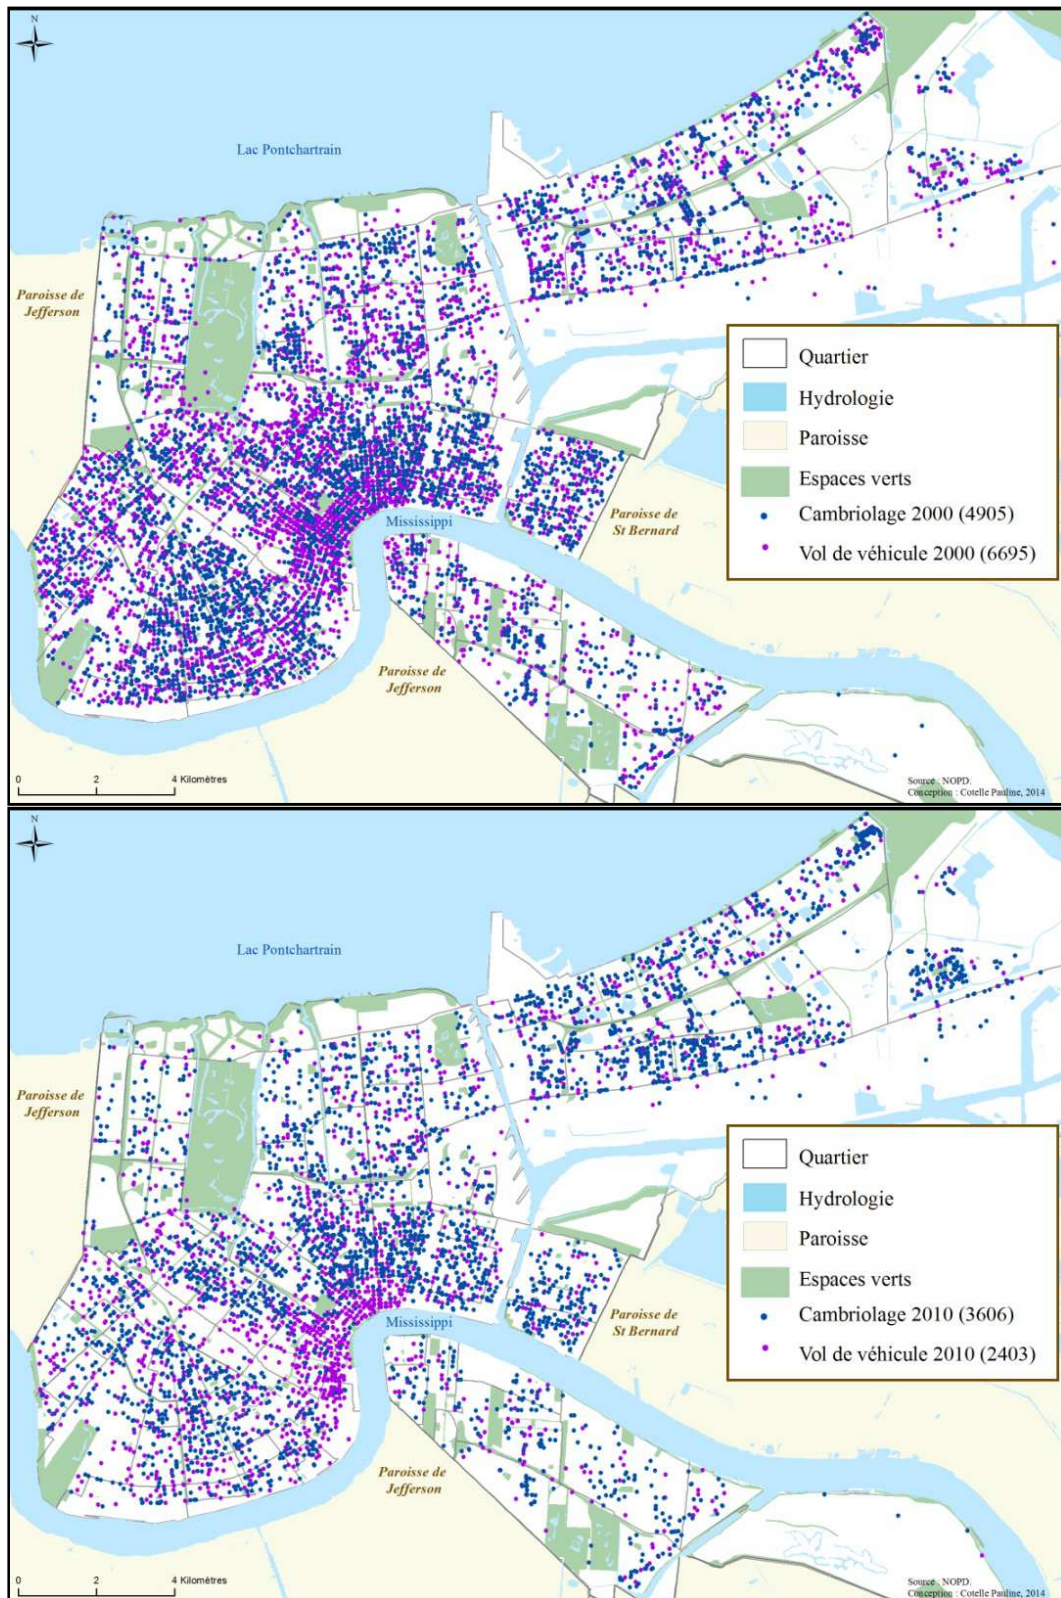 N
Lac Pontchartrain
Paroisse de
Jefferson
Quartier
Hydrologie
Paroisse
Espaces verts
Cambriolage 2000 (4905)
Vol de véhicule 2000 (6695)
Mississippi
Paroisse de
St Bernard
Paroisse de
Jefferson
0 2 4 Kilomètres
Source : NOPD.
Conception : Cotelle Pauline, 2014
N
Lac Pontchartrain
Paroisse de
Jefferson
Quartier
Hydrologie
Paroisse
Espaces verts
Cambriolage 2010 (3606)
Vol de véhicule 2010 (2403)
Mississippi
Paroisse de
St Bernard
Paroisse de
Jefferson
0 2 4 Kilomètres
Source : NOPD.
Conception : Cotelle Pauline, 2014